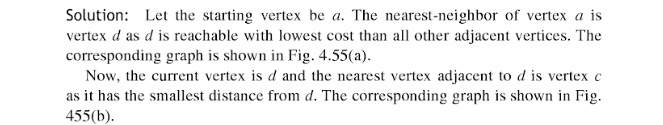 Solution: Let the starting vertex be a. The nearest-neighbor of vertex a is
vertex d as d is reachable with lowest cost than all other adjacent vertices. The
corresponding graph is shown in Fig. 4.55(a).
Now, the current vertex is d and the nearest vertex adjacent to d is vertex c
as it has the smallest distance from d. The corresponding graph is shown in Fig.
455(b).